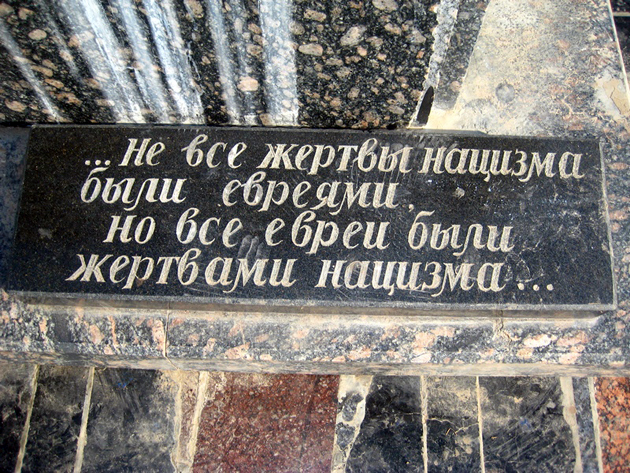 ... не все жертвы нацизма
были евреями,
но все евреи были
жертвами нацизма ...